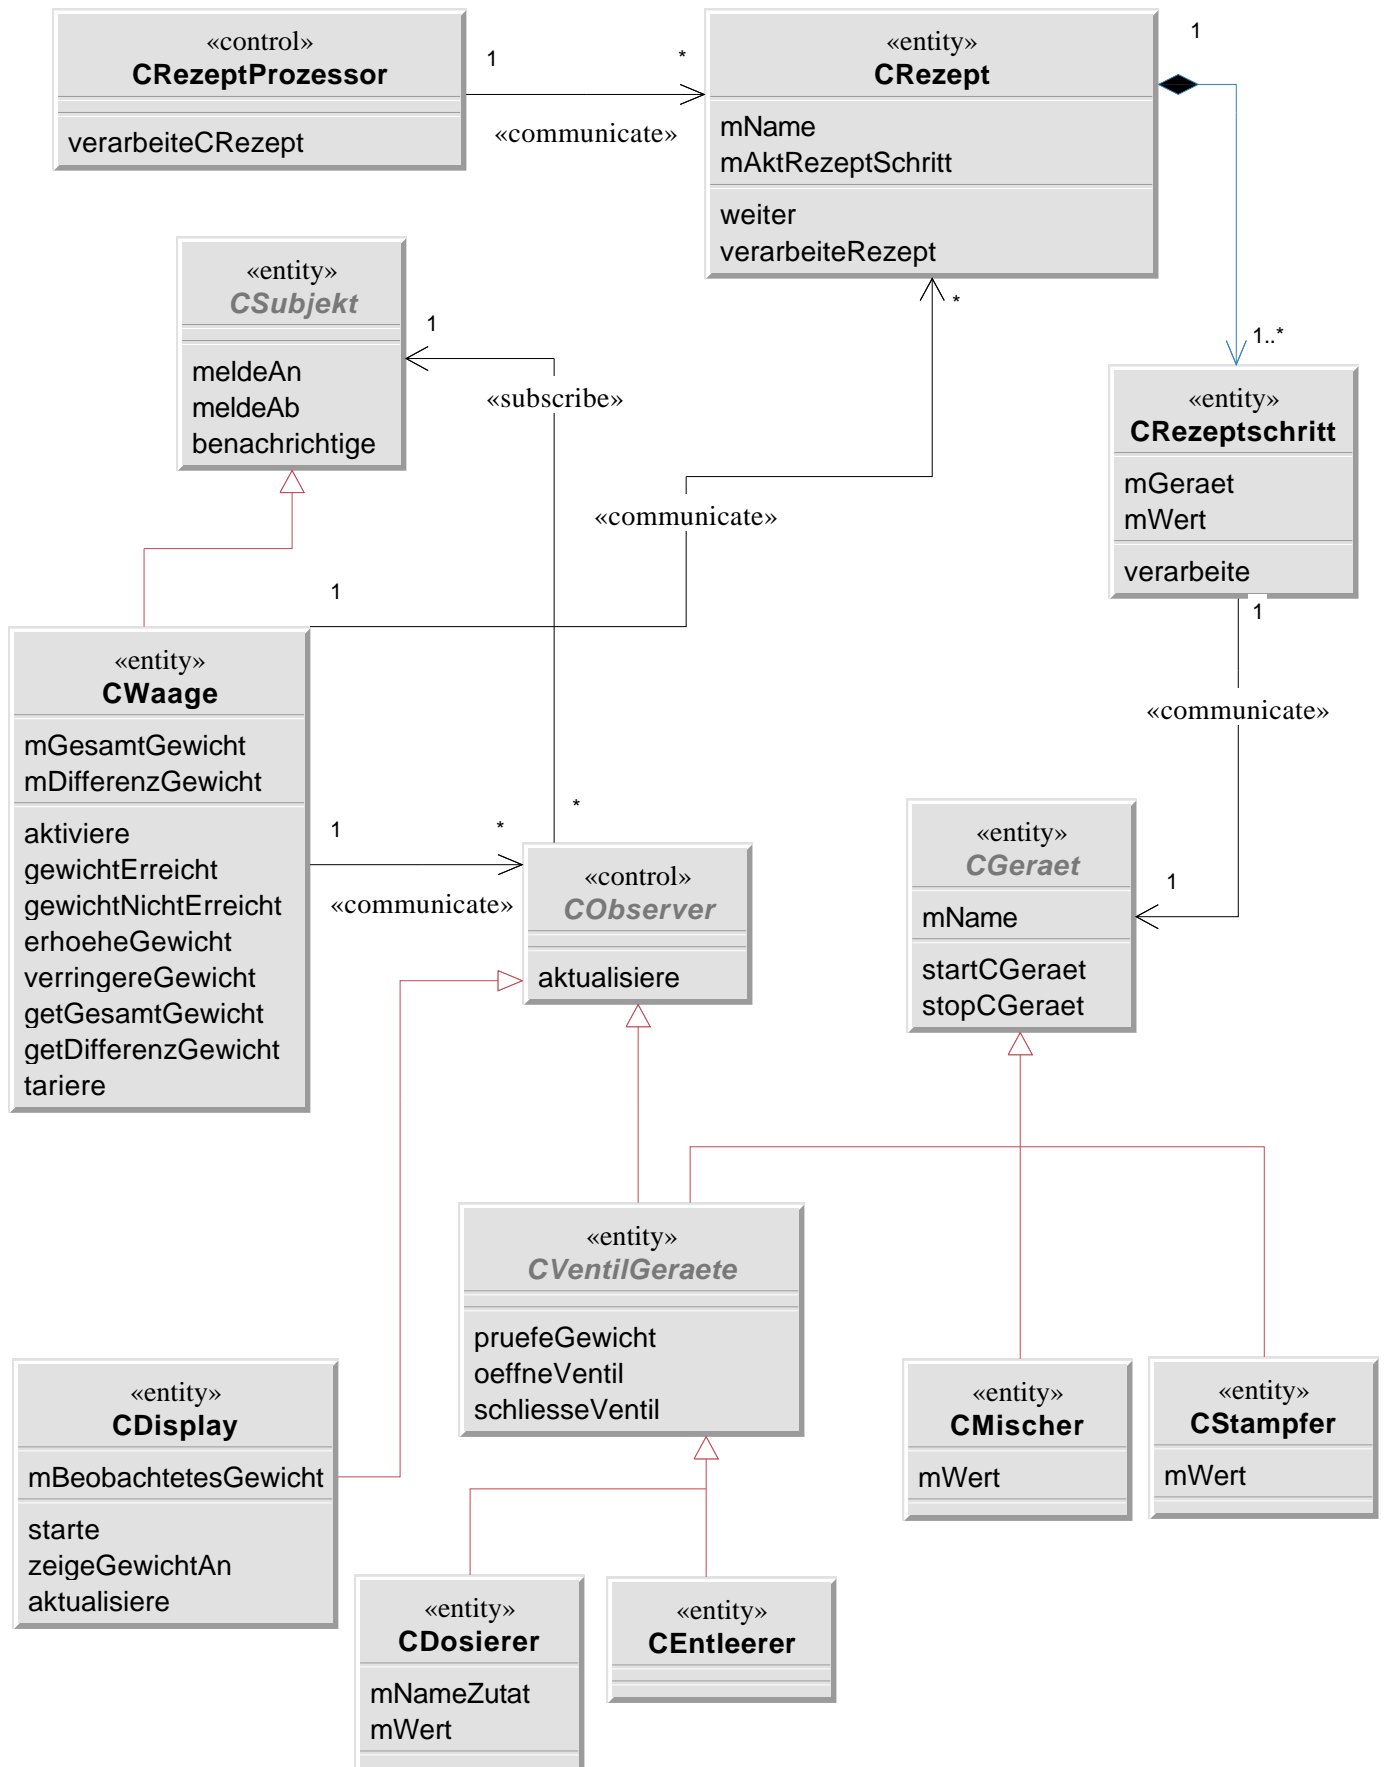 «control»
CRezeptProzessor
verarbeiteCRezept
1
*
«communicate»
«entity»
CRezept
mName
mAktRezeptSchritt
weiter
verarbeiteRezept
1
1..*
«entity»
CSubjekt
meldeAn
meldeAb
benachrichtige
1
«subscribe»
*
*
«communicate»
1
«entity»
CRezeptschritt
mGeraet
mWert
verarbeite
1
«communicate»
1
«entity»
CWaage
mGesamtGewicht
mDifferenzGewicht
aktiviere
gewichtErreicht
gewichtNichtErreicht
erhoeheGewicht
verringereGewicht
getGesamtGewicht
getDifferenzGewicht
tariere
1
*
«communicate»
«control»
CObserver
aktualisiere
«entity»
CGeraet
mName
startCGeraet
stopCGeraet
«entity»
CVentilGeraete
pruefeGewicht
oeffneVentil
schliesseVentil
«entity»
CDisplay
mBeobachtetesGewicht
starte
zeigeGewichtAn
aktualisiere
«entity»
CMischer
mWert
«entity»
CStampfer
mWert
«entity»
CDosierer
mNameZutat
mWert
«entity»
CEntleerer